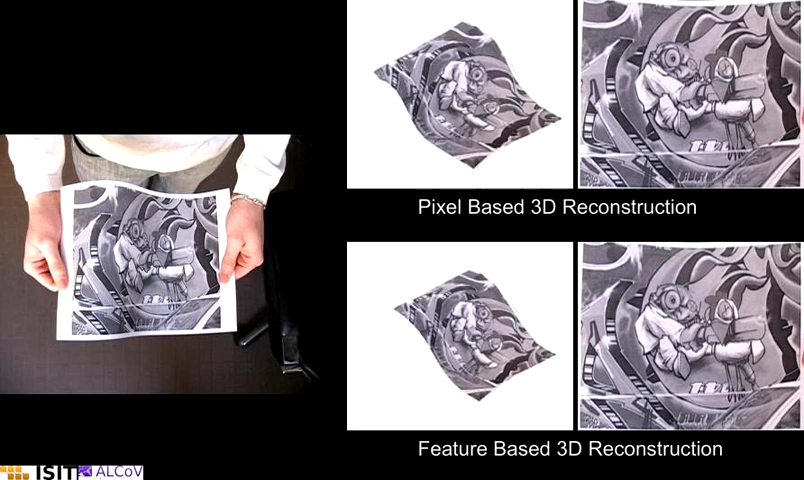 Pixel Based 3D Reconstruction
Feature Based 3D Reconstruction
ISIT ALCoV